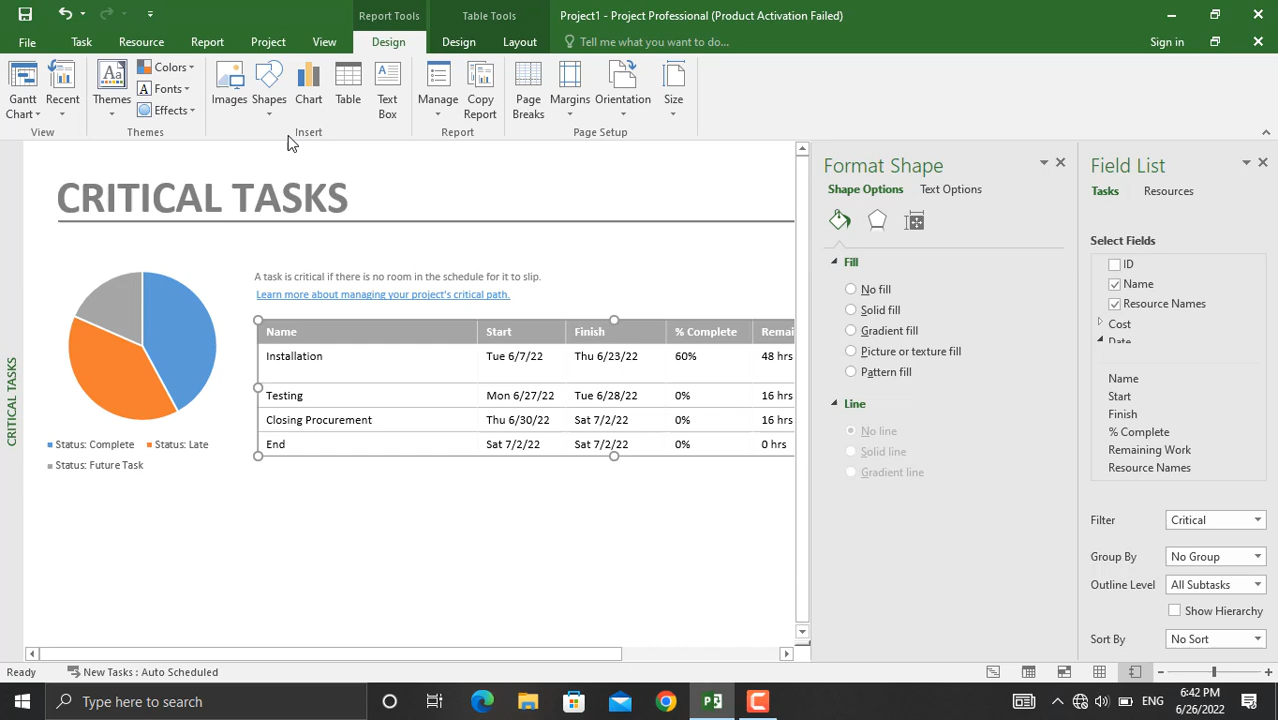 Report Tools Table Tools Project1 - Project Professional (Product Activation Failed)
File Task Resource Report Project View Design Design Layout Tell me what you want to do... Sign in
Gantt Chart Recent Themes Colors Fonts Effects Images Shapes Chart Table Text Box Manage Copy Report Page Breaks Margins Orientation Size
View Themes Insert Report Page Setup
CRITICAL TASKS
CRITICAL TASKS
A task is critical if there is no room in the schedule for it to slip.
Learn more about managing your project's critical path.
Name Start Finish % Complete Remai
Installation Tue 6/7/22 Thu 6/23/22 60% 48 hrs
Testing Mon 6/27/22 Tue 6/28/22 0% 16 hrs
Closing Procurement Thu 6/30/22 Sat 7/2/22 0% 16 hrs
End Sat 7/2/22 Sat 7/2/22 0% 0 hrs
Status: Complete Status: Late
Status: Future Task
Format Shape
Shape Options Text Options
Fill
No fill
Solid fill
Gradient fill
Picture or texture fill
Pattern fill
Line
No line
Solid line
Gradient line
Field List
Tasks Resources
Select Fields
ID
Name
Resource Names
Cost
Date
Name
Start
Finish
% Complete
Remaining Work
Resource Names
Filter Critical
Group By No Group
Outline Level All Subtasks
Show Hierarchy
Sort By No Sort
Ready New Tasks : Auto Scheduled
Type here to search ENG 6:42 PM
6/26/2022